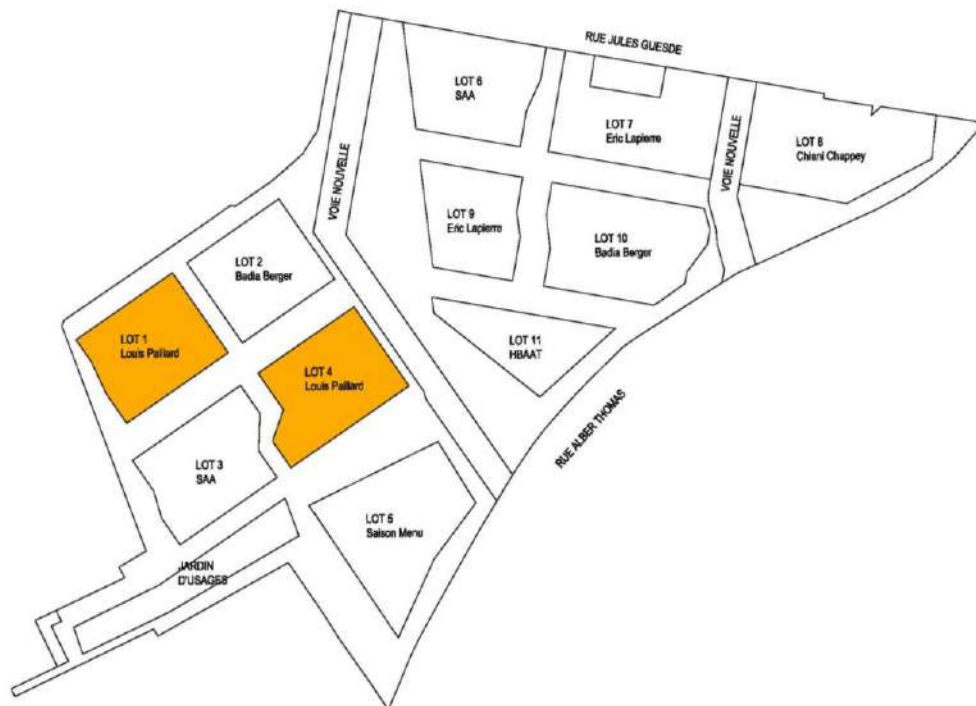 RUE JULES GUESDE
LOT 6
SAA
LOT 7
Eric Lapierre
LOT 8
Chiani Chappey
VOIE NOUVELLE
VOIE NOUVELLE
LOT 9
Eric Lapierre
LOT 10
Badia Berger
LOT 2
Badia Berger
LOT 1
Louis Paillard
LOT 11
HBAAT
LOT 4
Louis Paillard
RUE ALBER THOMAS
LOT 3
SAA
LOT 5
Saison Menu
JARDIN
D'USAGES